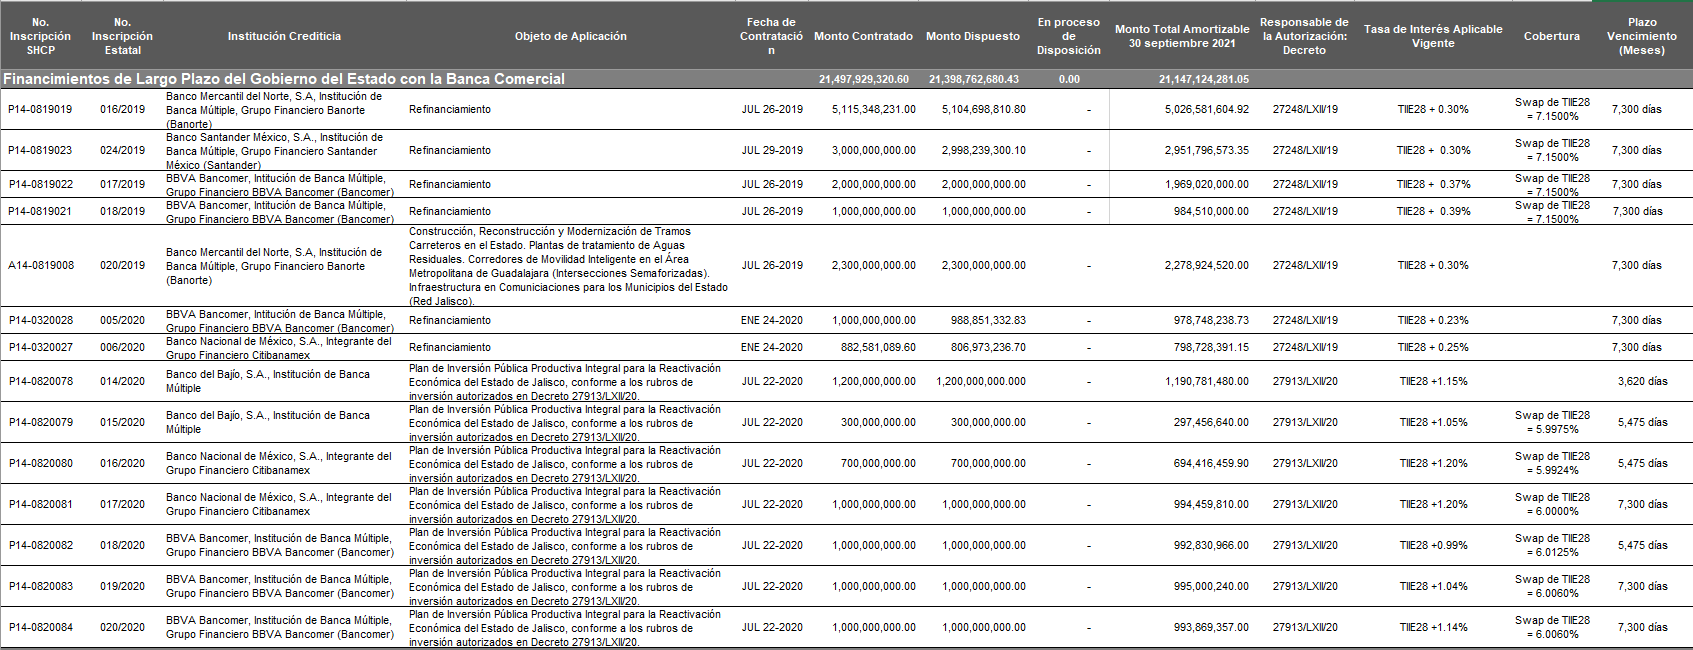 No. Inscripción SHCP	No. Inscripción Estatal	Institución Crediticia	Objeto de Aplicación	Fecha de Contratación	Monto Contratado	Monto Dispuesto	En proceso de Disposición	Monto Total Amortizable 30 septiembre 2021	Responsable de la Autorización: Decreto	Tasa de Interés Aplicable Vigente	Cobertura	Plazo Vencimiento (Meses)
Financimientos de Largo Plazo del Gobierno del Estado con la Banca Comercial	21,497,929,320.60	21,398,762,680.43	0.00	21,147,124,281.05
P14-0819019	016/2019	Banco Mercantil del Norte, S.A, Institución de Banca Múltiple, Grupo Financiero Banorte (Banorte)	Refinanciamiento	JUL 26-2019	5,115,348,231.00	5,104,698,810.80	-	5,026,581,604.92	27248/LXII/19	TIIE28 + 0.30%	Swap de TIIE28 = 7.1500%	7,300 días
P14-0819023	024/2019	Banco Santander México, S.A., Institución de Banca Múltiple, Grupo Financiero Santander México (Santander)	Refinanciamiento	JUL 29-2019	3,000,000,000.00	2,998,239,300.10	-	2,951,796,573.35	27248/LXII/19	TIIE28 + 0.30%	Swap de TIIE28 = 7.1500%	7,300 días
P14-0819022	017/2019	BBVA Bancomer, Intitución de Banca Múltiple, Grupo Financiero BBVA Bancomer (Bancomer)	Refinanciamiento	JUL 26-2019	2,000,000,000.00	2,000,000,000.00	-	1,969,020,000.00	27248/LXII/19	TIIE28 + 0.37%	Swap de TIIE28 = 7.1500%	7,300 días
P14-0819021	018/2019	BBVA Bancomer, Intitución de Banca Múltiple, Grupo Financiero BBVA Bancomer (Bancomer)	Refinanciamiento	JUL 26-2019	1,000,000,000.00	1,000,000,000.00	-	984,510,000.00	27248/LXII/19	TIIE28 + 0.39%	Swap de TIIE28 = 7.1500%	7,300 días
A14-0819008	020/2019	Banco Mercantil del Norte, S.A, Institución de Banca Múltiple, Grupo Financiero Banorte (Banorte)	Construcción, Reconstrucción y Modernización de Tramos Carreteros en el Estado. Plantas de tratamiento de Aguas Residuales. Corredores de Movilidad Inteligente en el Área Metropolitana de Guadalajara (Intersecciones Semaforizadas). Infraestructura en Comuniciaciones para los Municipios del Estado (Red Jalisco).	JUL 26-2019	2,300,000,000.00	2,300,000,000.00	-	2,278,924,520.00	27248/LXII/19	TIIE28 + 0.30%	7,300 días
P14-0320028	005/2020	BBVA Bancomer, Intitución de Banca Múltiple, Grupo Financiero BBVA Bancomer (Bancomer)	Refinanciamiento	ENE 24-2020	1,000,000,000.00	988,851,332.83	-	978,748,238.73	27248/LXII/19	TIIE28 + 0.23%	7,300 días
P14-0320027	006/2020	Banco Nacional de México, S.A., Integrante del Grupo Financiero Citibanamex	Refinanciamiento	ENE 24-2020	882,581,089.60	806,973,236.70	-	798,728,391.15	27248/LXII/19	TIIE28 + 0.25%	7,300 días
P14-0820078	014/2020	Banco del Bajío, S.A., Institución de Banca Múltiple	Plan de Inversión Pública Productiva Integral para la Reactivación Económica del Estado de Jalisco, conforme a los rubros de inversión autorizados en Decreto 27913/LXII/20.	JUL 22-2020	1,200,000,000.00	1,200,000,000.000	-	1,190,781,480.00	27913/LXII/20	TIIE28 +1.15%	3,620 días
P14-0820079	015/2020	Banco del Bajío, S.A., Institución de Banca Múltiple	Plan de Inversión Pública Productiva Integral para la Reactivación Económica del Estado de Jalisco, conforme a los rubros de inversión autorizados en Decreto 27913/LXII/20.	JUL 22-2020	300,000,000.00	300,000,000.00	-	297,456,640.00	27913/LXII/20	TIIE28 +1.05%	Swap de TIIE28 = 5.9975%	5,475 días
P14-0820080	016/2020	Banco Nacional de México, S.A., Integrante del Grupo Financiero Citibanamex	Plan de Inversión Pública Productiva Integral para la Reactivación Económica del Estado de Jalisco, conforme a los rubros de inversión autorizados en Decreto 27913/LXII/20.	JUL 22-2020	700,000,000.00	700,000,000.00	-	694,416,459.90	27913/LXII/20	TIIE28 +1.20%	Swap de TIIE28 = 5.9924%	5,475 días
P14-0820081	017/2020	Banco Nacional de México, S.A., Integrante del Grupo Financiero Citibanamex	Plan de Inversión Pública Productiva Integral para la Reactivación Económica del Estado de Jalisco, conforme a los rubros de inversión autorizados en Decreto 27913/LXII/20.	JUL 22-2020	1,000,000,000.00	1,000,000,000.00	-	994,459,810.00	27913/LXII/20	TIIE28 +1.20%	Swap de TIIE28 = 6.0000%	7,300 días
P14-0820082	018/2020	BBVA Bancomer, Institución de Banca Múltiple, Grupo Financiero BBVA Bancomer (Bancomer)	Plan de Inversión Pública Productiva Integral para la Reactivación Económica del Estado de Jalisco, conforme a los rubros de inversión autorizados en Decreto 27913/LXII/20.	JUL 22-2020	1,000,000,000.00	1,000,000,000.00	-	992,830,966.00	27913/LXII/20	TIIE28 +0.99%	Swap de TIIE28 = 6.0125%	5,475 días
P14-0820083	019/2020	BBVA Bancomer, Institución de Banca Múltiple, Grupo Financiero BBVA Bancomer (Bancomer)	Plan de Inversión Pública Productiva Integral para la Reactivación Económica del Estado de Jalisco, conforme a los rubros de inversión autorizados en Decreto 27913/LXII/20.	JUL 22-2020	1,000,000,000.00	1,000,000,000.00	-	995,000,240.00	27913/LXII/20	TIIE28 +1.04%	Swap de TIIE28 = 6.0060%	7,300 días
P14-0820084	020/2020	BBVA Bancomer, Institución de Banca Múltiple, Grupo Financiero BBVA Bancomer (Bancomer)	Plan de Inversión Pública Productiva Integral para la Reactivación Económica del Estado de Jalisco, conforme a los rubros de inversión autorizados en Decreto 27913/LXII/20.	JUL 22-2020	1,000,000,000.00	1,000,000,000.00	-	993,869,357.00	27913/LXII/20	TIIE28 +1.14%	Swap de TIIE28 = 6.0060%	7,300 días